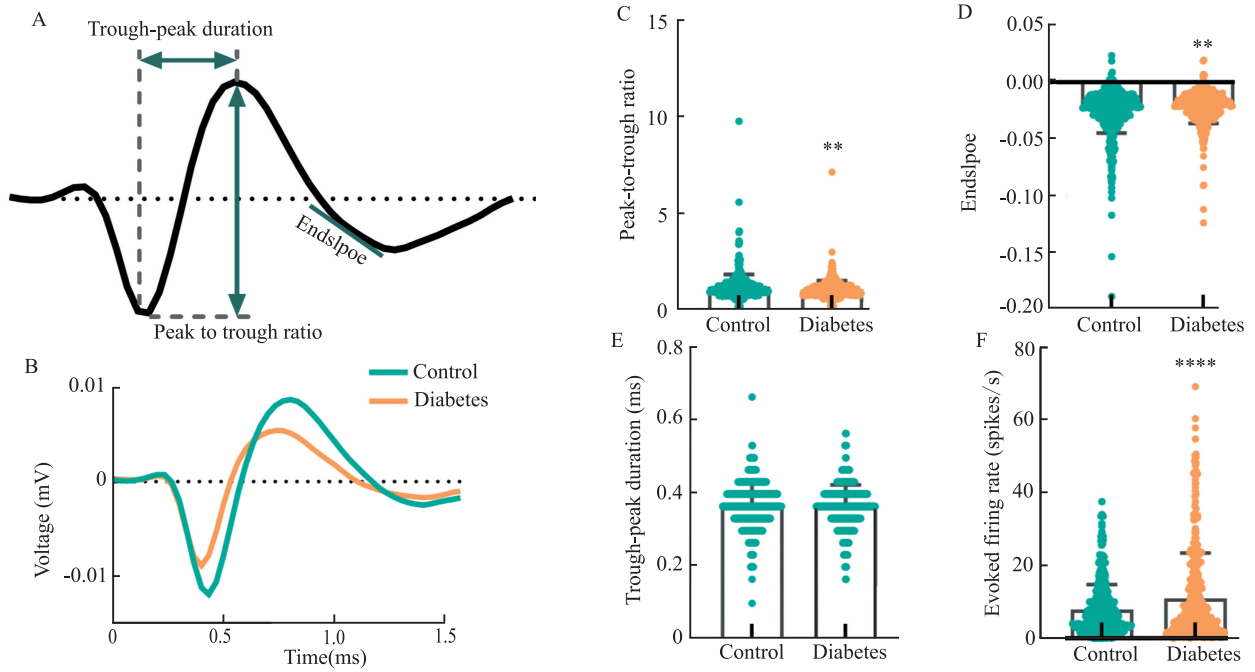 A
Trough-peak duration
Endslpoe
Peak to trough ratio
B
Control
Diabetes
Voltage (mV)
0.01
0
-0.01
0
0.5
1.0
1.5
Time(ms)
C
Peak-to-trough ratio
15
10
5
0
**
Control
Diabetes
D
Endslpoe
0.05
0.00
-0.05
-0.10
-0.15
-0.20
**
Control
Diabetes
E
Trough-peak duration (ms)
0.8
0.6
0.4
0.2
0
Control
Diabetes
F
Evoked firing rate (spikes/s)
80
60
40
20
0
****
Control
Diabetes